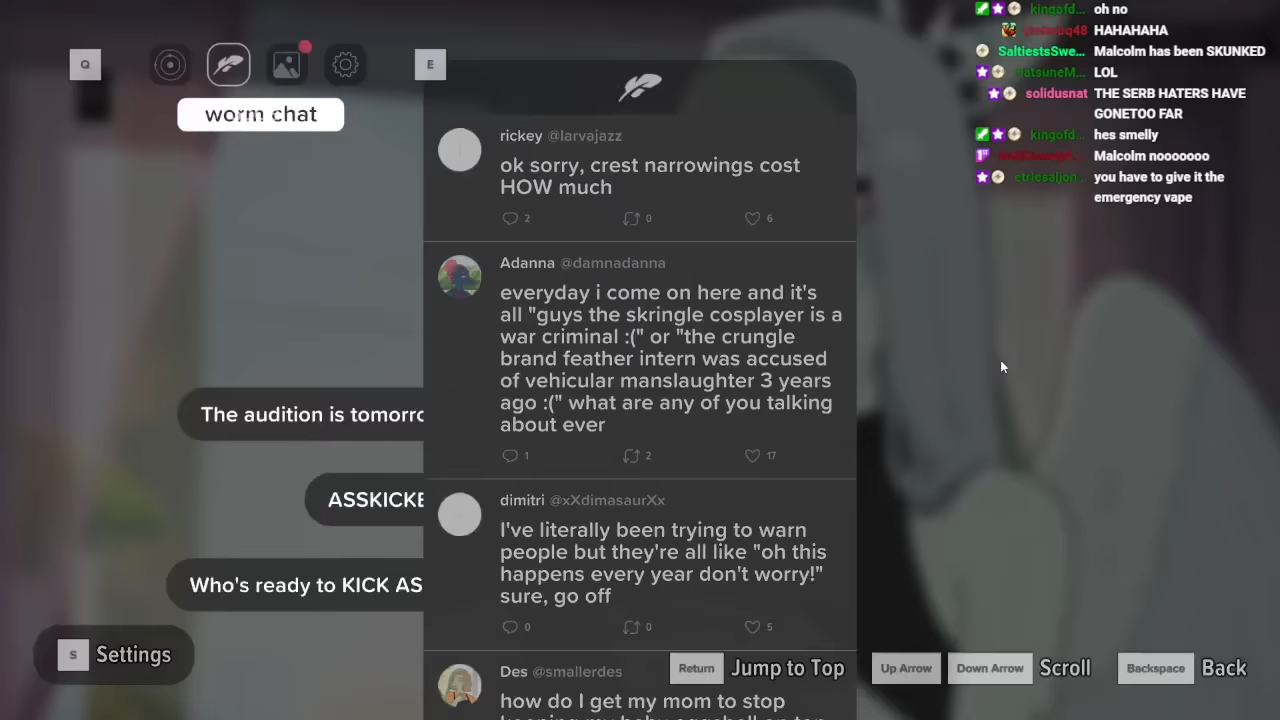 Q
E
worm chat
rickey @larvajazz
ok sorry, crest narrowings cost
HOW much
2 0 6
Adanna @damnadanna
everyday i come on here and it's
all "guys the skringle cosplayer is a
war criminal :(" or "the crungle
brand feather intern was accused
of vehicular manslaughter 3 years
ago :(" what are any of you talking
about ever
1 2 17
dimitri @xXdimasaurXx
I've literally been trying to warn
people but they're all like "oh this
happens every year don't worry!"
sure, go off
0 0 5
Des @smallerdes
how do I get my mom to stop
The audition is tomorro
ASSKICKE
Who's ready to KICK AS
S Settings
Return Jump to Top
Up Arrow Down Arrow Scroll
Backspace Back
kingofd... oh no
HAHAHAHA
SaltiestsSwe... Malcolm has been SKUNKED
LOL
solidusnat THE SERB HATERS HAVE
GONETOO FAR
kingofd... hes smelly
Malcolm nooooooo
etriesaljon... you have to give it the
emergency vape